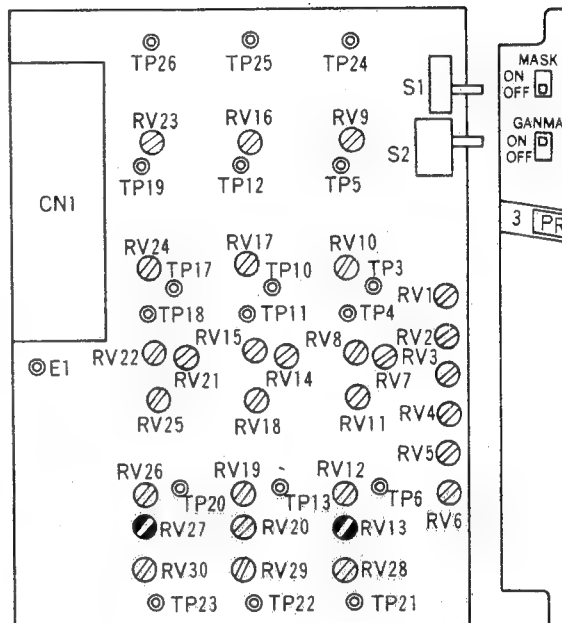 TP26 TP25 TP24
S1
MASK
ON
OFF
RV23 RV16 RV9
GANMA
ON
OFF
S2
TP19 TP12 TP5
CN1
3 PR
RV24 RV17 RV10
TP17 TP10 TP3
RV1
TP18 TP11 TP4
RV15 RV8 RV2
RV22 RV3
E1
RV21 RV14 RV7
RV25 RV18 RV11 RV4
RV5
RV26 RV19 RV12
TP20 TP13 TP6
RV6
RV27 RV20 RV13
RV30 RV29 RV28
TP23 TP22 TP21